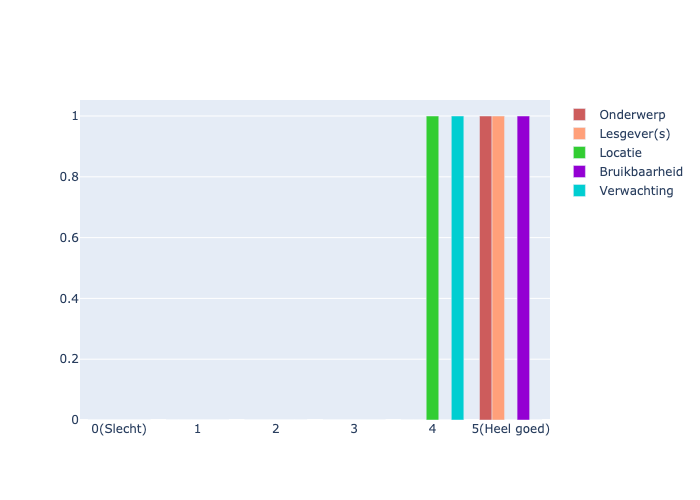 1
0.8
0.6
0.4
0.2
0
0(Slecht)
1
2
3
4
5(Heel goed)
Onderwerp
Lesgever(s)
Locatie
Bruikbaarheid
Verwachting